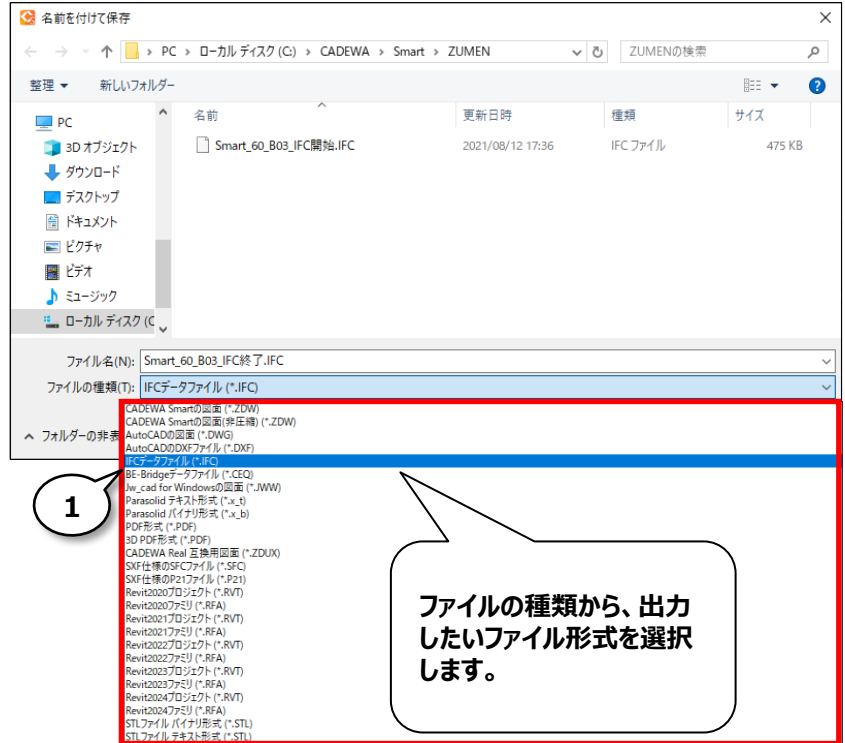 名前を付けて保存
PC › ローカル ディスク (C:) › CADEWA › Smart › ZUMEN
ZUMENの検索
整理 新しいフォルダー
名前 更新日時 種類 サイズ
PC
Smart_60_B03_IFC開始.IFC 2021/08/12 17:36 IFC ファイル 475 KB
3D オブジェクト
ダウンロード
デスクトップ
ドキュメント
ピクチャ
ビデオ
ミュージック
ローカル ディスク (C
ファイル名(N): Smart_60_B03_IFC終了.IFC
ファイルの種類(T): IFCデータファイル (*.IFC)
フォルダーの非表
CADEWA Smartの図面 (*.ZDW)
CADEWA Smartの図面(非圧縮) (*.ZDW)
AutoCADの図面 (*.DWG)
AutoCADのDXFファイル (*.DXF)
IFCデータファイル (*.IFC)
BE-Bridgeデータファイル (*.CEQ)
Jw_cad for Windowsの図面 (*.JWW)
Parasolid テキスト形式 (*.x_t)
Parasolid バイナリ形式 (*.x_b)
PDF形式 (*.PDF)
3D PDF形式 (*.PDF)
CADEWA Real 互換用図面 (*.ZDUX)
SXF仕様のSFCファイル (*.SFC)
SXF仕様のP21ファイル (*.P21)
Revit2020プロジェクト (*.RVT)
Revit2020ファミリ (*.RFA)
Revit2021プロジェクト (*.RVT)
Revit2021ファミリ (*.RFA)
Revit2022プロジェクト (*.RVT)
Revit2022ファミリ (*.RFA)
Revit2023プロジェクト (*.RVT)
Revit2023ファミリ (*.RFA)
Revit2024プロジェクト (*.RVT)
Revit2024ファミリ (*.RFA)
STLファイル バイナリ形式 (*.STL)
STLファイル テキスト形式 (*.STL)
1
ファイルの種類から、出力
したいファイル形式を選択
します。